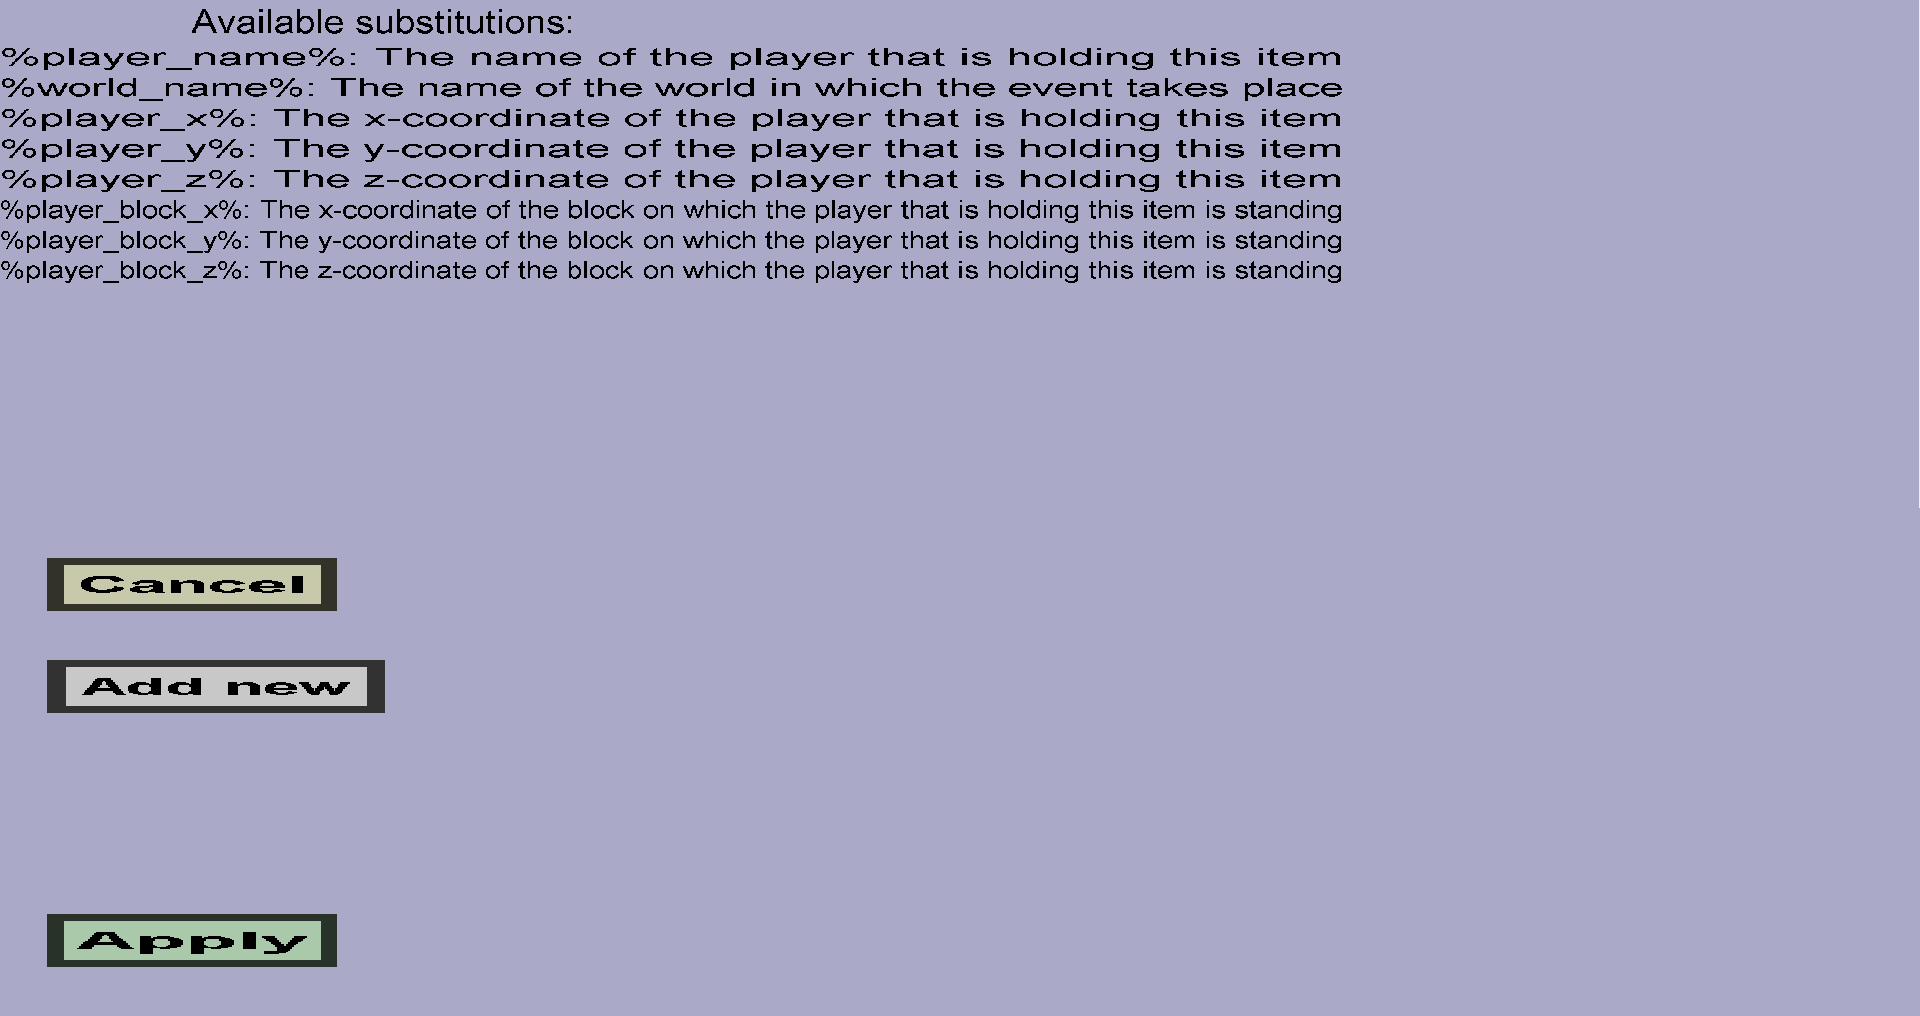 Available substitutions:
%player_name%: The name of the player that is holding this item
%world_name%: The name of the world in which the event takes place
%player_x%: The x-coordinate of the player that is holding this item
%player_y%: The y-coordinate of the player that is holding this item
%player_z%: The z-coordinate of the player that is holding this item
%player_block_x%: The x-coordinate of the block on which the player that is holding this item is standing
%player_block_y%: The y-coordinate of the block on which the player that is holding this item is standing
%player_block_z%: The z-coordinate of the block on which the player that is holding this item is standing
Cancel
Add new
Apply